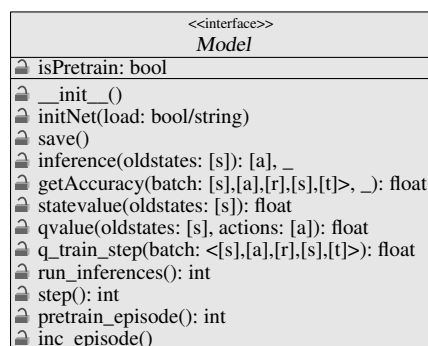 <<interface>>
Model
isPretrain: bool
__init__()
initNet(load: bool/string)
save()
inference(oldstates: [s]): [a], _
getAccuracy(batch: [s],[a],[r],[s],[t]>, _): float
statevalue(oldstates: [s]): float
qvalue(oldstates: [s], actions: [a]): float
q_train_step(batch: <[s],[a],[r],[s],[t]>): float
run_inferences(): int
step(): int
pretrain_episode(): int
inc_episode()